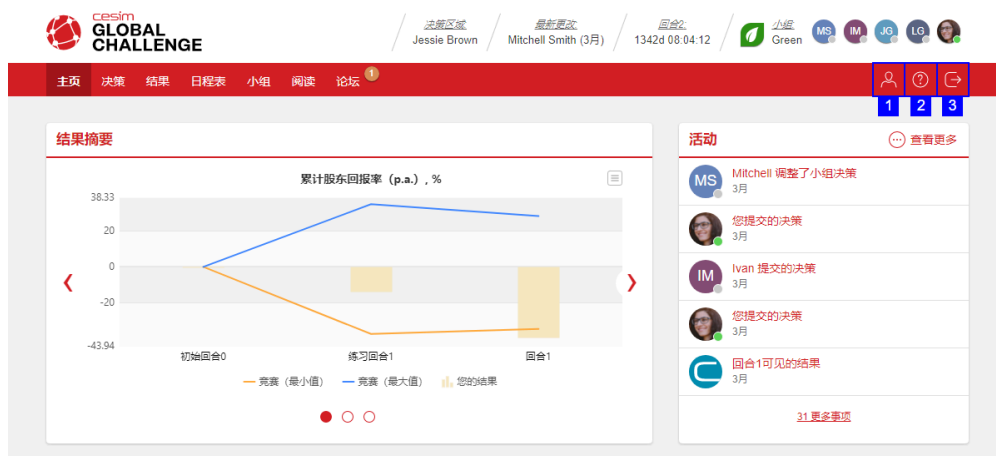 cesim
GLOBAL
CHALLENGE
决策区域:
Jessie Brown
最新更改:
Mitchell Smith (3月)
回合2:
1342d 08:04:12
小组:
Green
MS
IM
JG
LG
主页 决策 结果 日程表 小组 阅读 论坛 1
1 2 3
结果摘要
累计股东回报率（p.a.）, %
38.33
20
0
-20
-43.94
初始回合0 练习回合1 回合1
竞赛（最小值） 竞赛（最大值） 您的结果
活动 查看更多
MS
Mitchell 调整了小组决策
3月
您提交的决策
3月
IM
Ivan 提交的决策
3月
您提交的决策
3月
回合1可见的结果
3月
31 更多事项